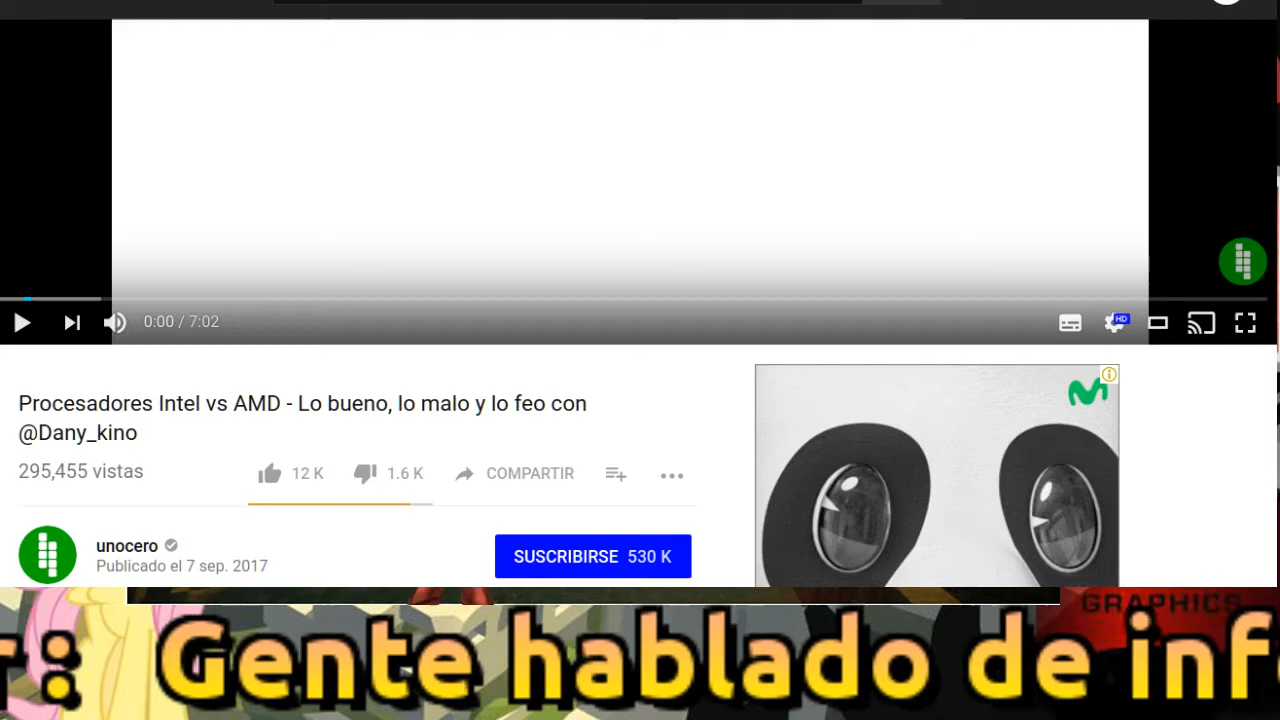 0:00 / 7:02
HD
Procesadores Intel vs AMD - Lo bueno, lo malo y lo feo con
@Dany_kino
295,455 vistas
12 K
1.6 K
COMPARTIR
unocero
Publicado el 7 sep. 2017
SUSCRIBIRSE 530 K
GRAPHICS
r: Gente hablado de inf